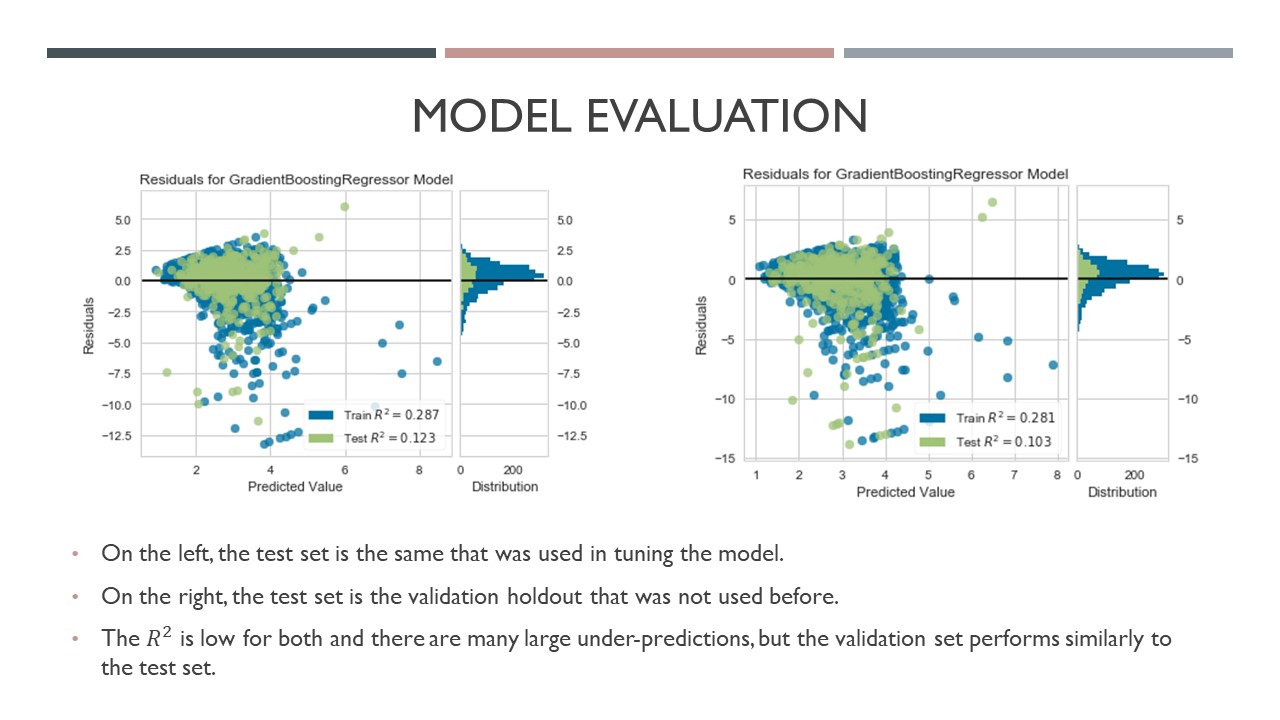 MODEL EVALUATION
Residuals for GradientBoostingRegressor Model
Residuals
5.0
2.5
0.0
−2.5
−5.0
−7.5
−10.0
−12.5
Train R² = 0.287
Test R² = 0.123
2 4 6 8
Predicted Value
5.0
2.5
0.0
−2.5
−5.0
−7.5
−10.0
−12.5
0 200
Distribution
Residuals for GradientBoostingRegressor Model
Residuals
5
0
−5
−10
−15
Train R² = 0.281
Test R² = 0.103
1 2 3 4 5 6 7 8
Predicted Value
5
0
−5
−10
−15
0 200
Distribution
• On the left, the test set is the same that was used in tuning the model.
• On the right, the test set is the validation holdout that was not used before.
• The R² is low for both and there are many large under-predictions, but the validation set performs similarly to
the test set.